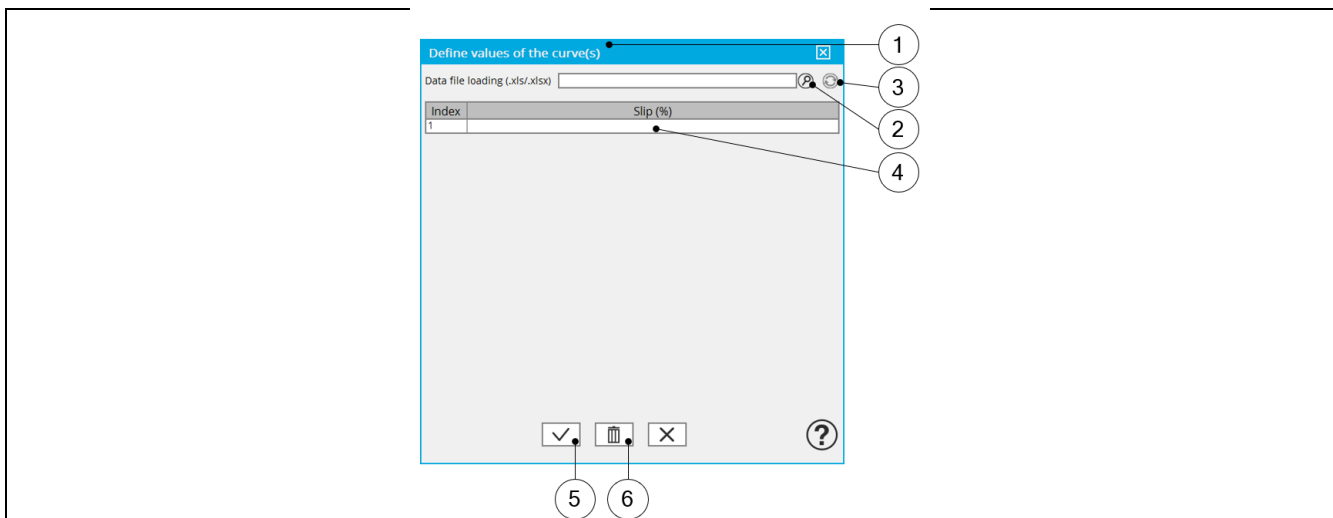 Define values of the curve(s)
1
Data file loading (.xls/.xlsx)
3
Index Slip (%)
1
2
4
?
5 6